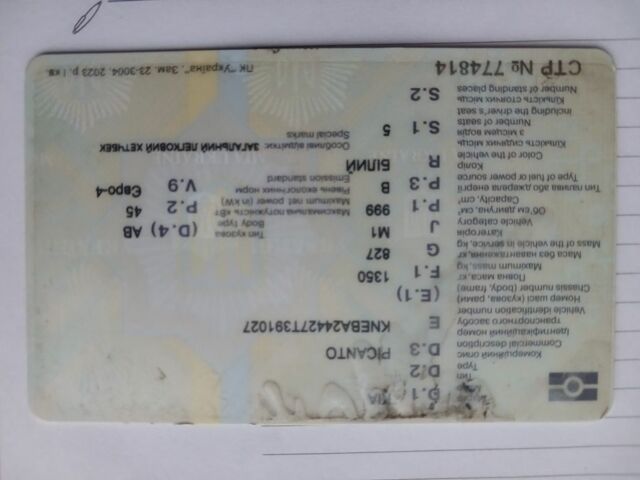 D.1 KIA
Тип
Type
D.2
Комерційний опис
Commercial description
D.3 PICANTO
Ідентифікаційний номер
транспортного засобу
Vehicle identification number
E KNEBA24427T391027
Номер шасі (кузова, рами)
Chassis number (body, frame)
(E.1)
Повна маса, кг
Maximum mass, kg
F.1 1350
Маса без навантаження, кг
Mass of the vehicle in service, kg
G 827
Категорія
Vehicle category
J M1
Тип кузова
Body type
(D.4) AB
Об'єм двигуна, см³
Capacity, cm³
P.1 999
Максимальна потужність, кВт
Maximum net power (in kW)
P.2 45
Тип палива або джерела енергії
Type of fuel or power source
P.3 B
Рівень екологічних норм
Emission standard
V.9 Євро-4
Колір
Color of the vehicle
R БІЛИЙ
Кількість сидячих місць
з місцем водія
Number of seats
including the driver's seat
S.1 5
Особливі відмітки:
Special marks
ЗАГАЛЬНИЙ ЛЕГКОВИЙ ХЕТЧБЕК
Кількість стоячих місць
Number of standing places
S.2
СТР № 774814
ПК "Україна". Зам. 23-3004. 2023 р. І кв.